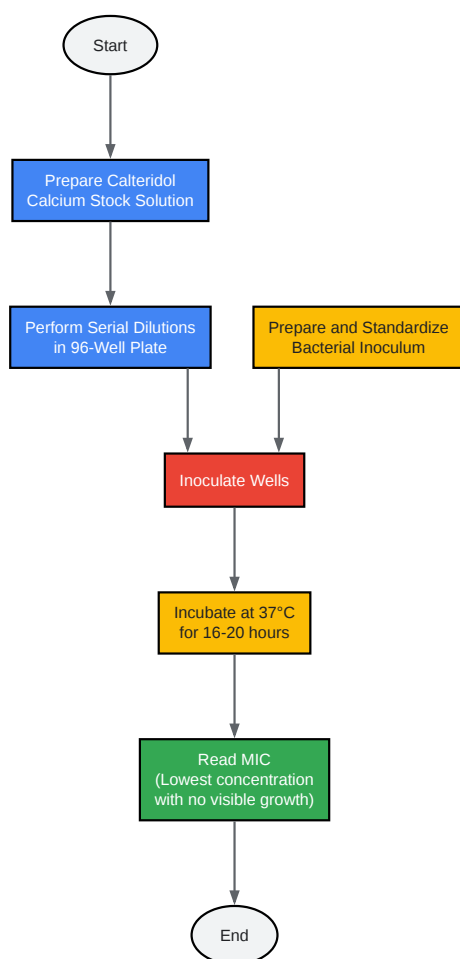 Start
Prepare Calteridol
Calcium Stock Solution
Perform Serial Dilutions
in 96-Well Plate
Prepare and Standardize
Bacterial Inoculum
Inoculate Wells
Incubate at 37°C
for 16-20 hours
Read MIC
(Lowest concentration
with no visible growth)
End